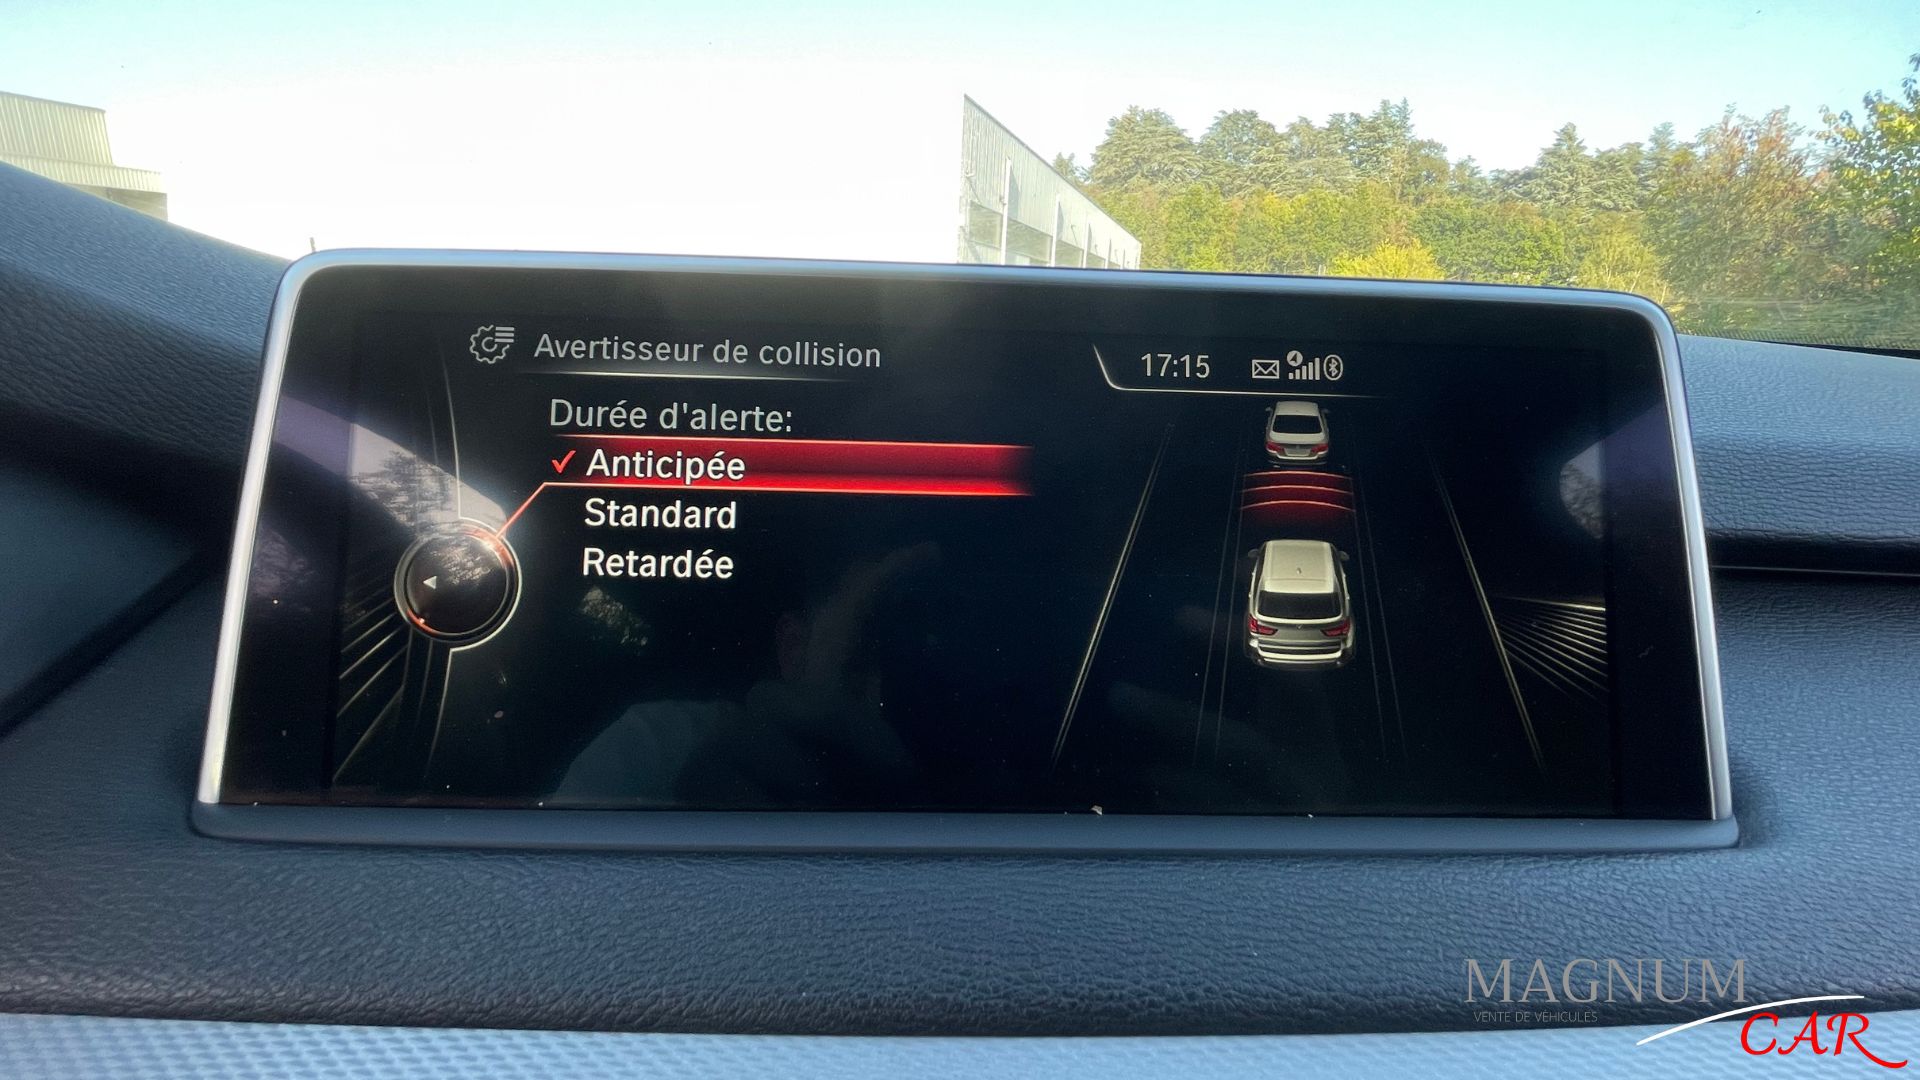 Avertisseur de collision
17:15
Durée d'alerte:
Anticipée
Standard
Retardée
MAGNUM
VENTE DE VÉHICULES
CAR